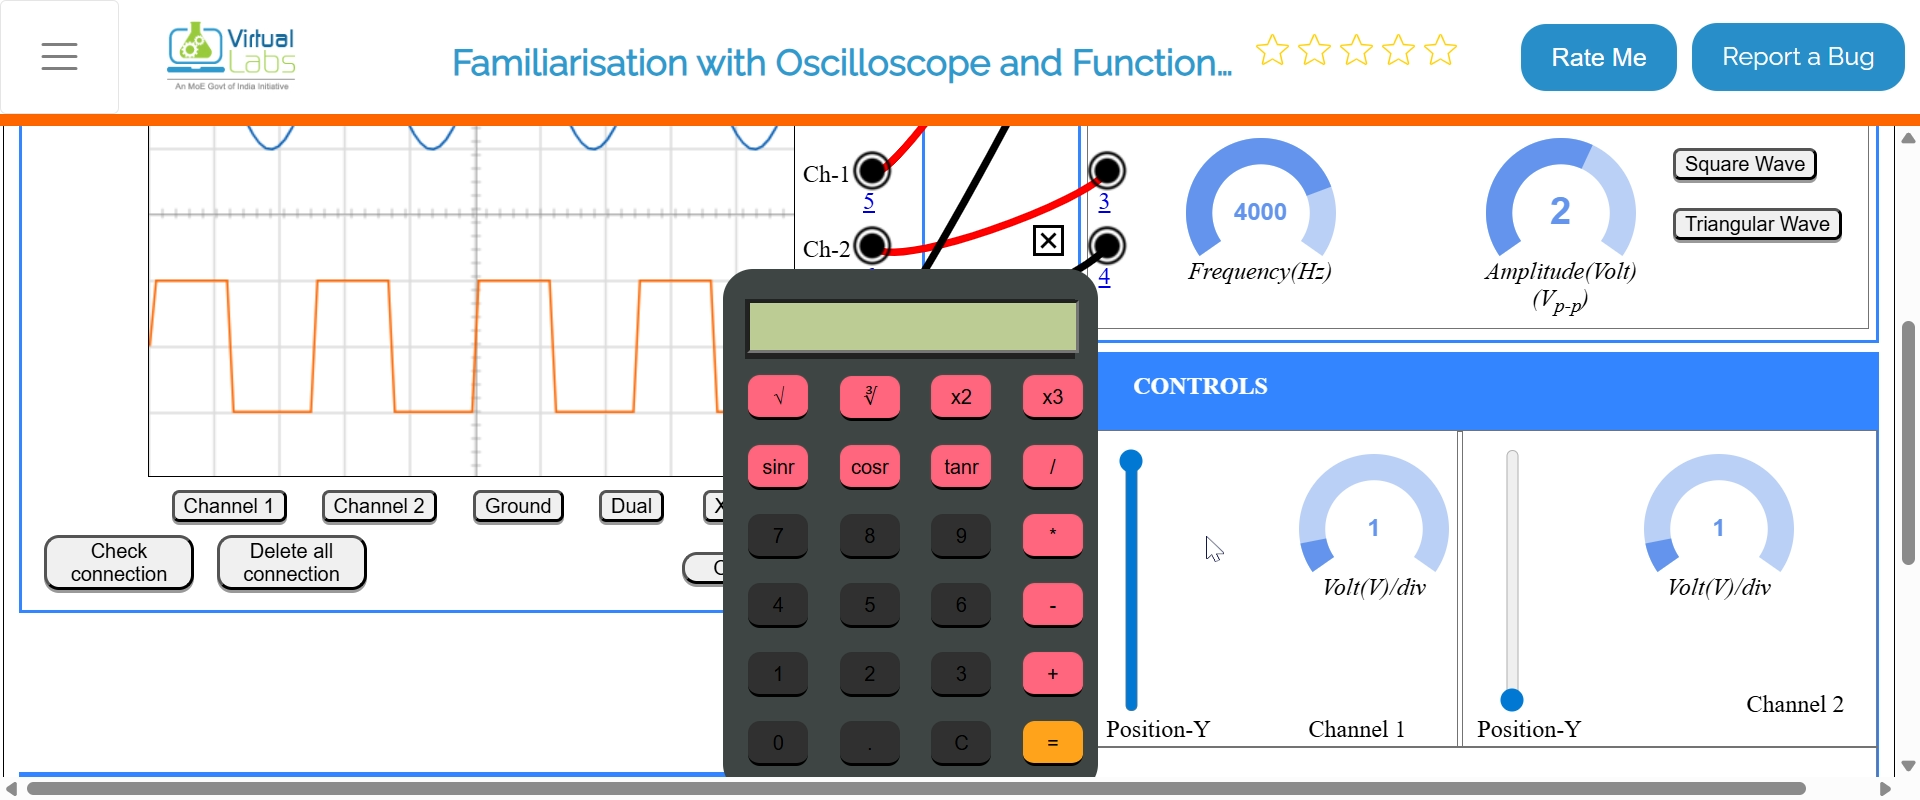 Virtual
Labs
An MoE Govt of India Initiative
Familiarisation with Oscilloscope and Function...
Rate Me
Report a Bug
Ch-1
5
3
Ch-2
4
4000
Frequency(Hz)
2
Amplitude(Volt)
(Vp-p)
Square Wave
Triangular Wave
CONTROLS
√ ∛ x2 x3
sinr cosr tanr /
7 8 9 *
4 5 6 -
1 2 3 +
0 . C =
Channel 1
Channel 2
Ground
Dual
X
Check
connection
Delete all
connection
1
Volt(V)/div
Position-Y
Channel 1
1
Volt(V)/div
Position-Y
Channel 2